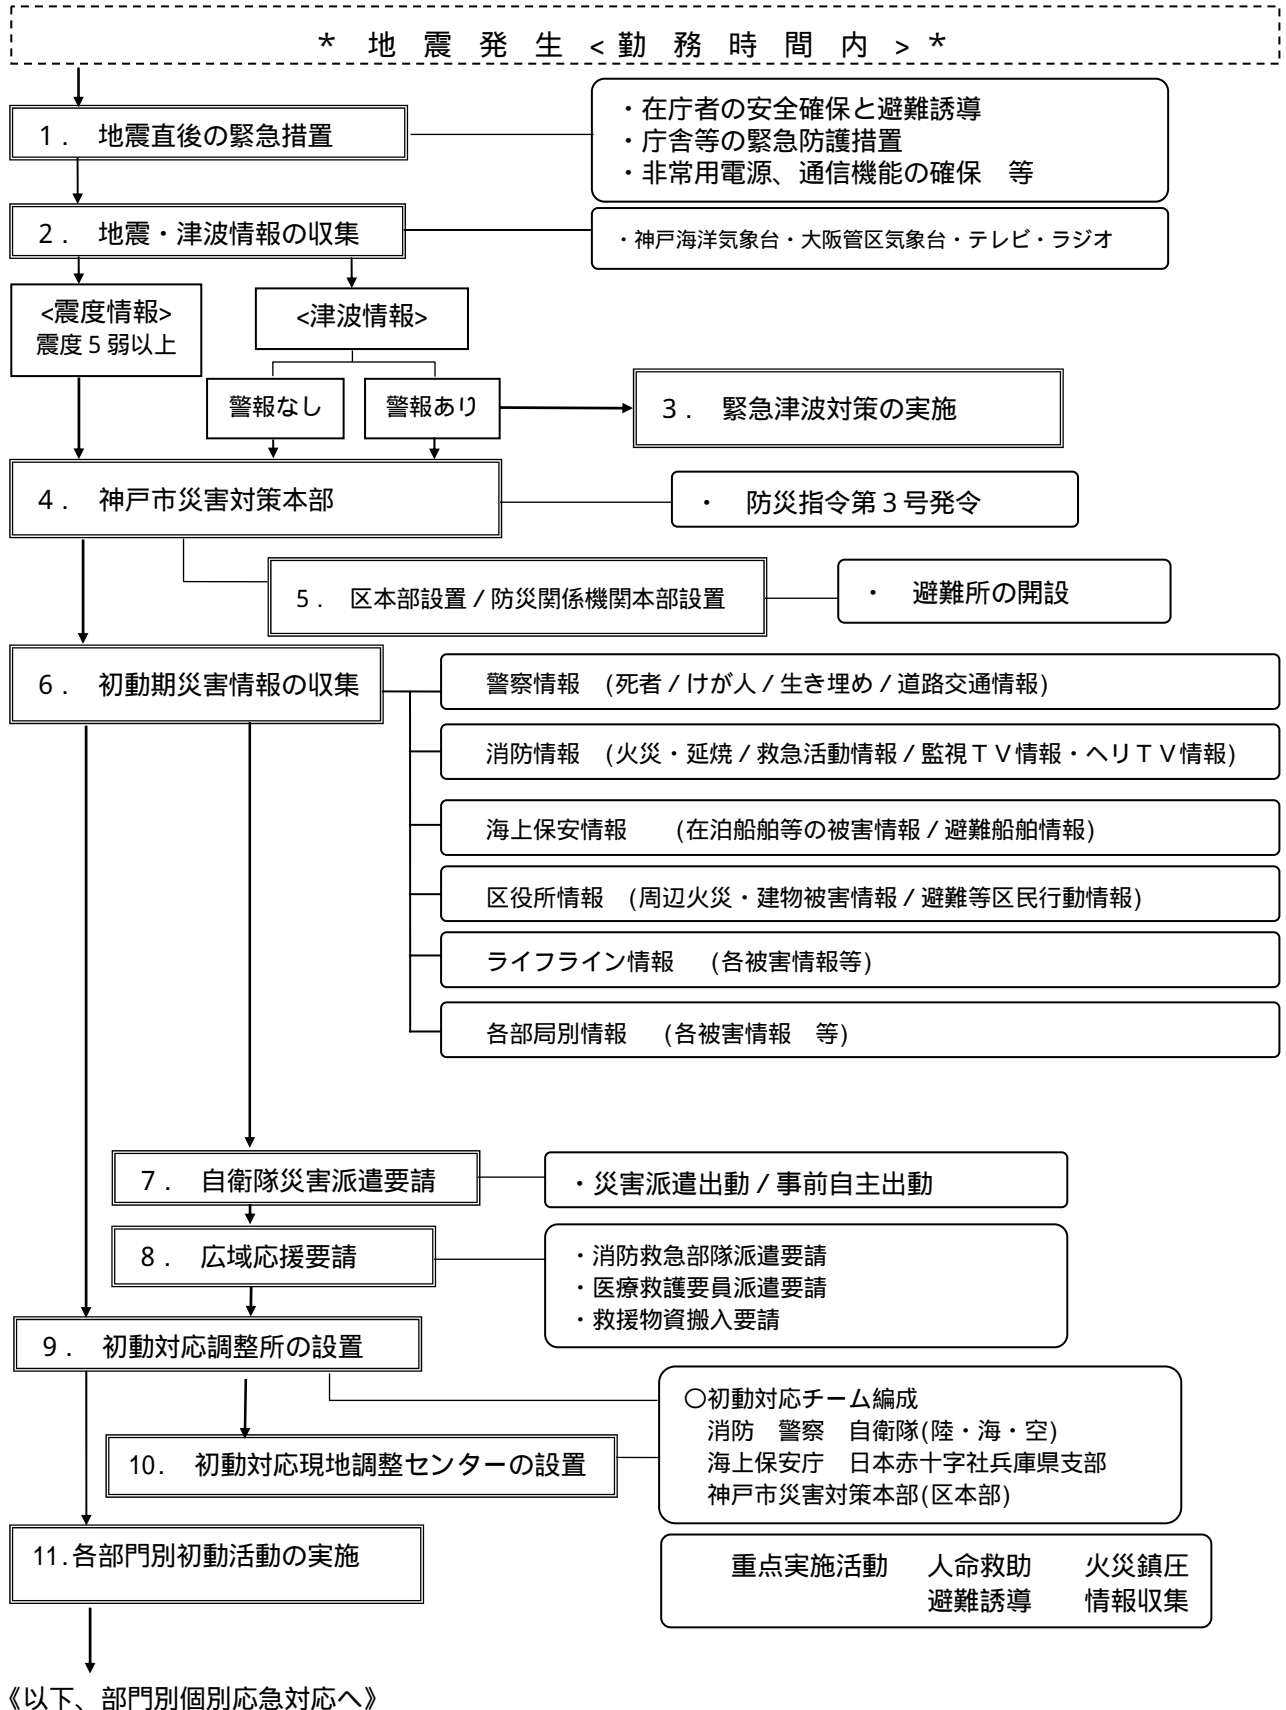 * 地 震 発 生 <勤 務 時 間 内 >*
1. 地震直後の緊急措置
・在庁者の安全確保と避難誘導
・庁舎等の緊急防護措置
・非常用電源、通信機能の確保 等
2. 地震・津波情報の収集
・神戸海洋気象台・大阪管区気象台・テレビ・ラジオ
<震度情報>
震度5弱以上
<津波情報>
警報なし
警報あり
3. 緊急津波対策の実施
4. 神戸市災害対策本部
・ 防災指令第3号発令
5. 区本部設置/防災関係機関本部設置
・ 避難所の開設
6. 初動期災害情報の収集
警察情報 (死者/けが人/生き埋め/道路交通情報)
消防情報 (火災・延焼/救急活動情報/監視TV情報・ヘリTV情報)
海上保安情報 (在泊船舶等の被害情報/避難船舶情報)
区役所情報 (周辺火災・建物被害情報/避難等区民行動情報)
ライフライン情報 (各被害情報等)
各部局別情報 (各被害情報 等)
7. 自衛隊災害派遣要請
・災害派遣出動/事前自主出動
8. 広域応援要請
・消防救急部隊派遣要請
・医療救護要員派遣要請
・救援物資搬入要請
9. 初動対応調整所の設置
○初動対応チーム編成
消防 警察 自衛隊(陸・海・空)
海上保安庁 日本赤十字社兵庫県支部
神戸市災害対策本部(区本部)
10. 初動対応現地調整センターの設置
11.各部門別初動活動の実施
重点実施活動 人命救助 火災鎮圧
避難誘導 情報収集
《以下、部門別個別応急対応へ》